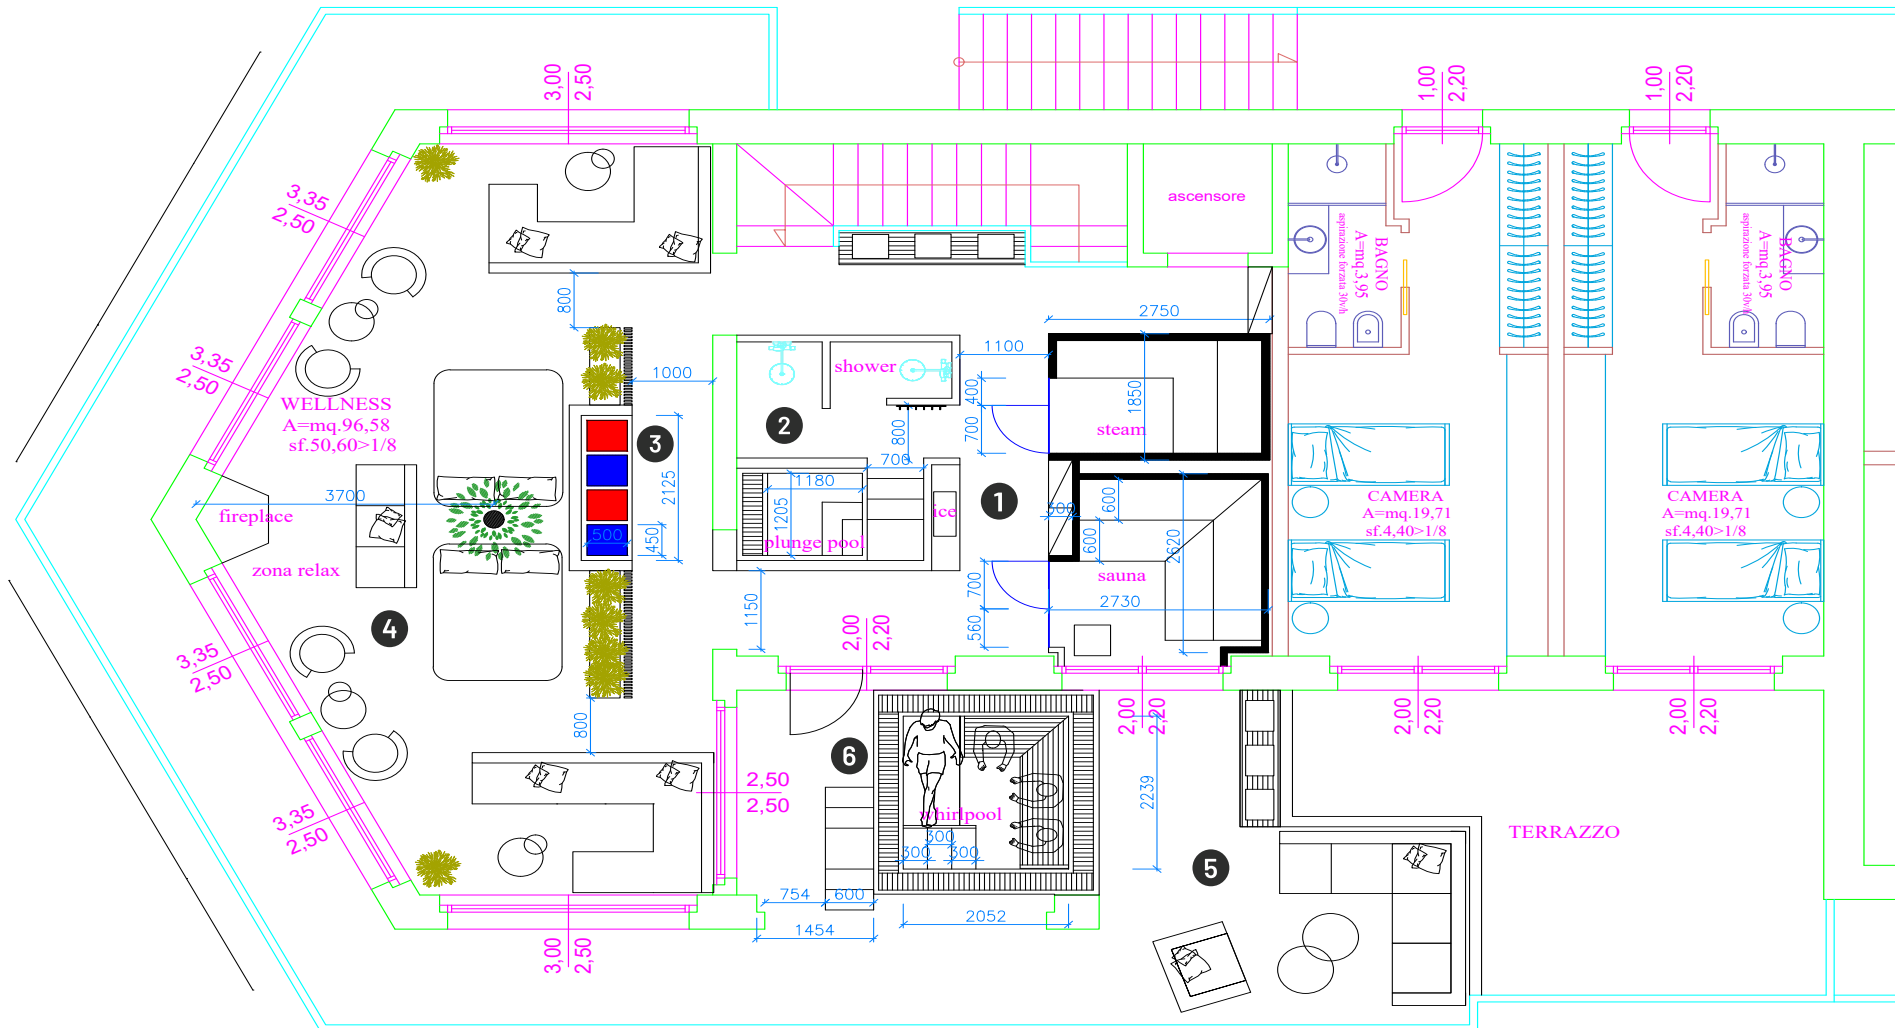 3,00
2,50
1,00
2,20
1,00
2,20
3,35
2,50
ascensore
BAGNO
A=mq.3,95
aspirazione forzata 30v/h
BAGNO
A=mq.3,95
aspirazione forzata 30v/h
800
2750
3,35
2,50
1000
shower
1100
400
1850
WELLNESS
A=mq.96,58
sf.50,60>1/8
2
3
800
700
steam
700
2125
1180
1205
3700
fireplace
500
450
plunge pool
ice
1
300
600
600
2620
CAMERA
A=mq.19,71
sf.4,40>1/8
CAMERA
A=mq.19,71
sf.4,40>1/8
zona relax
sauna
700
2730
560
1150
4
3,35
2,50
2,00
2,20
800
2,00
2,20
2,00
2,20
2,00
2,20
6
2,50
2,50
2239
whirlpool
300
300
300
3,35
2,50
TERRAZZO
5
754
600
2052
1454
3,00
2,50